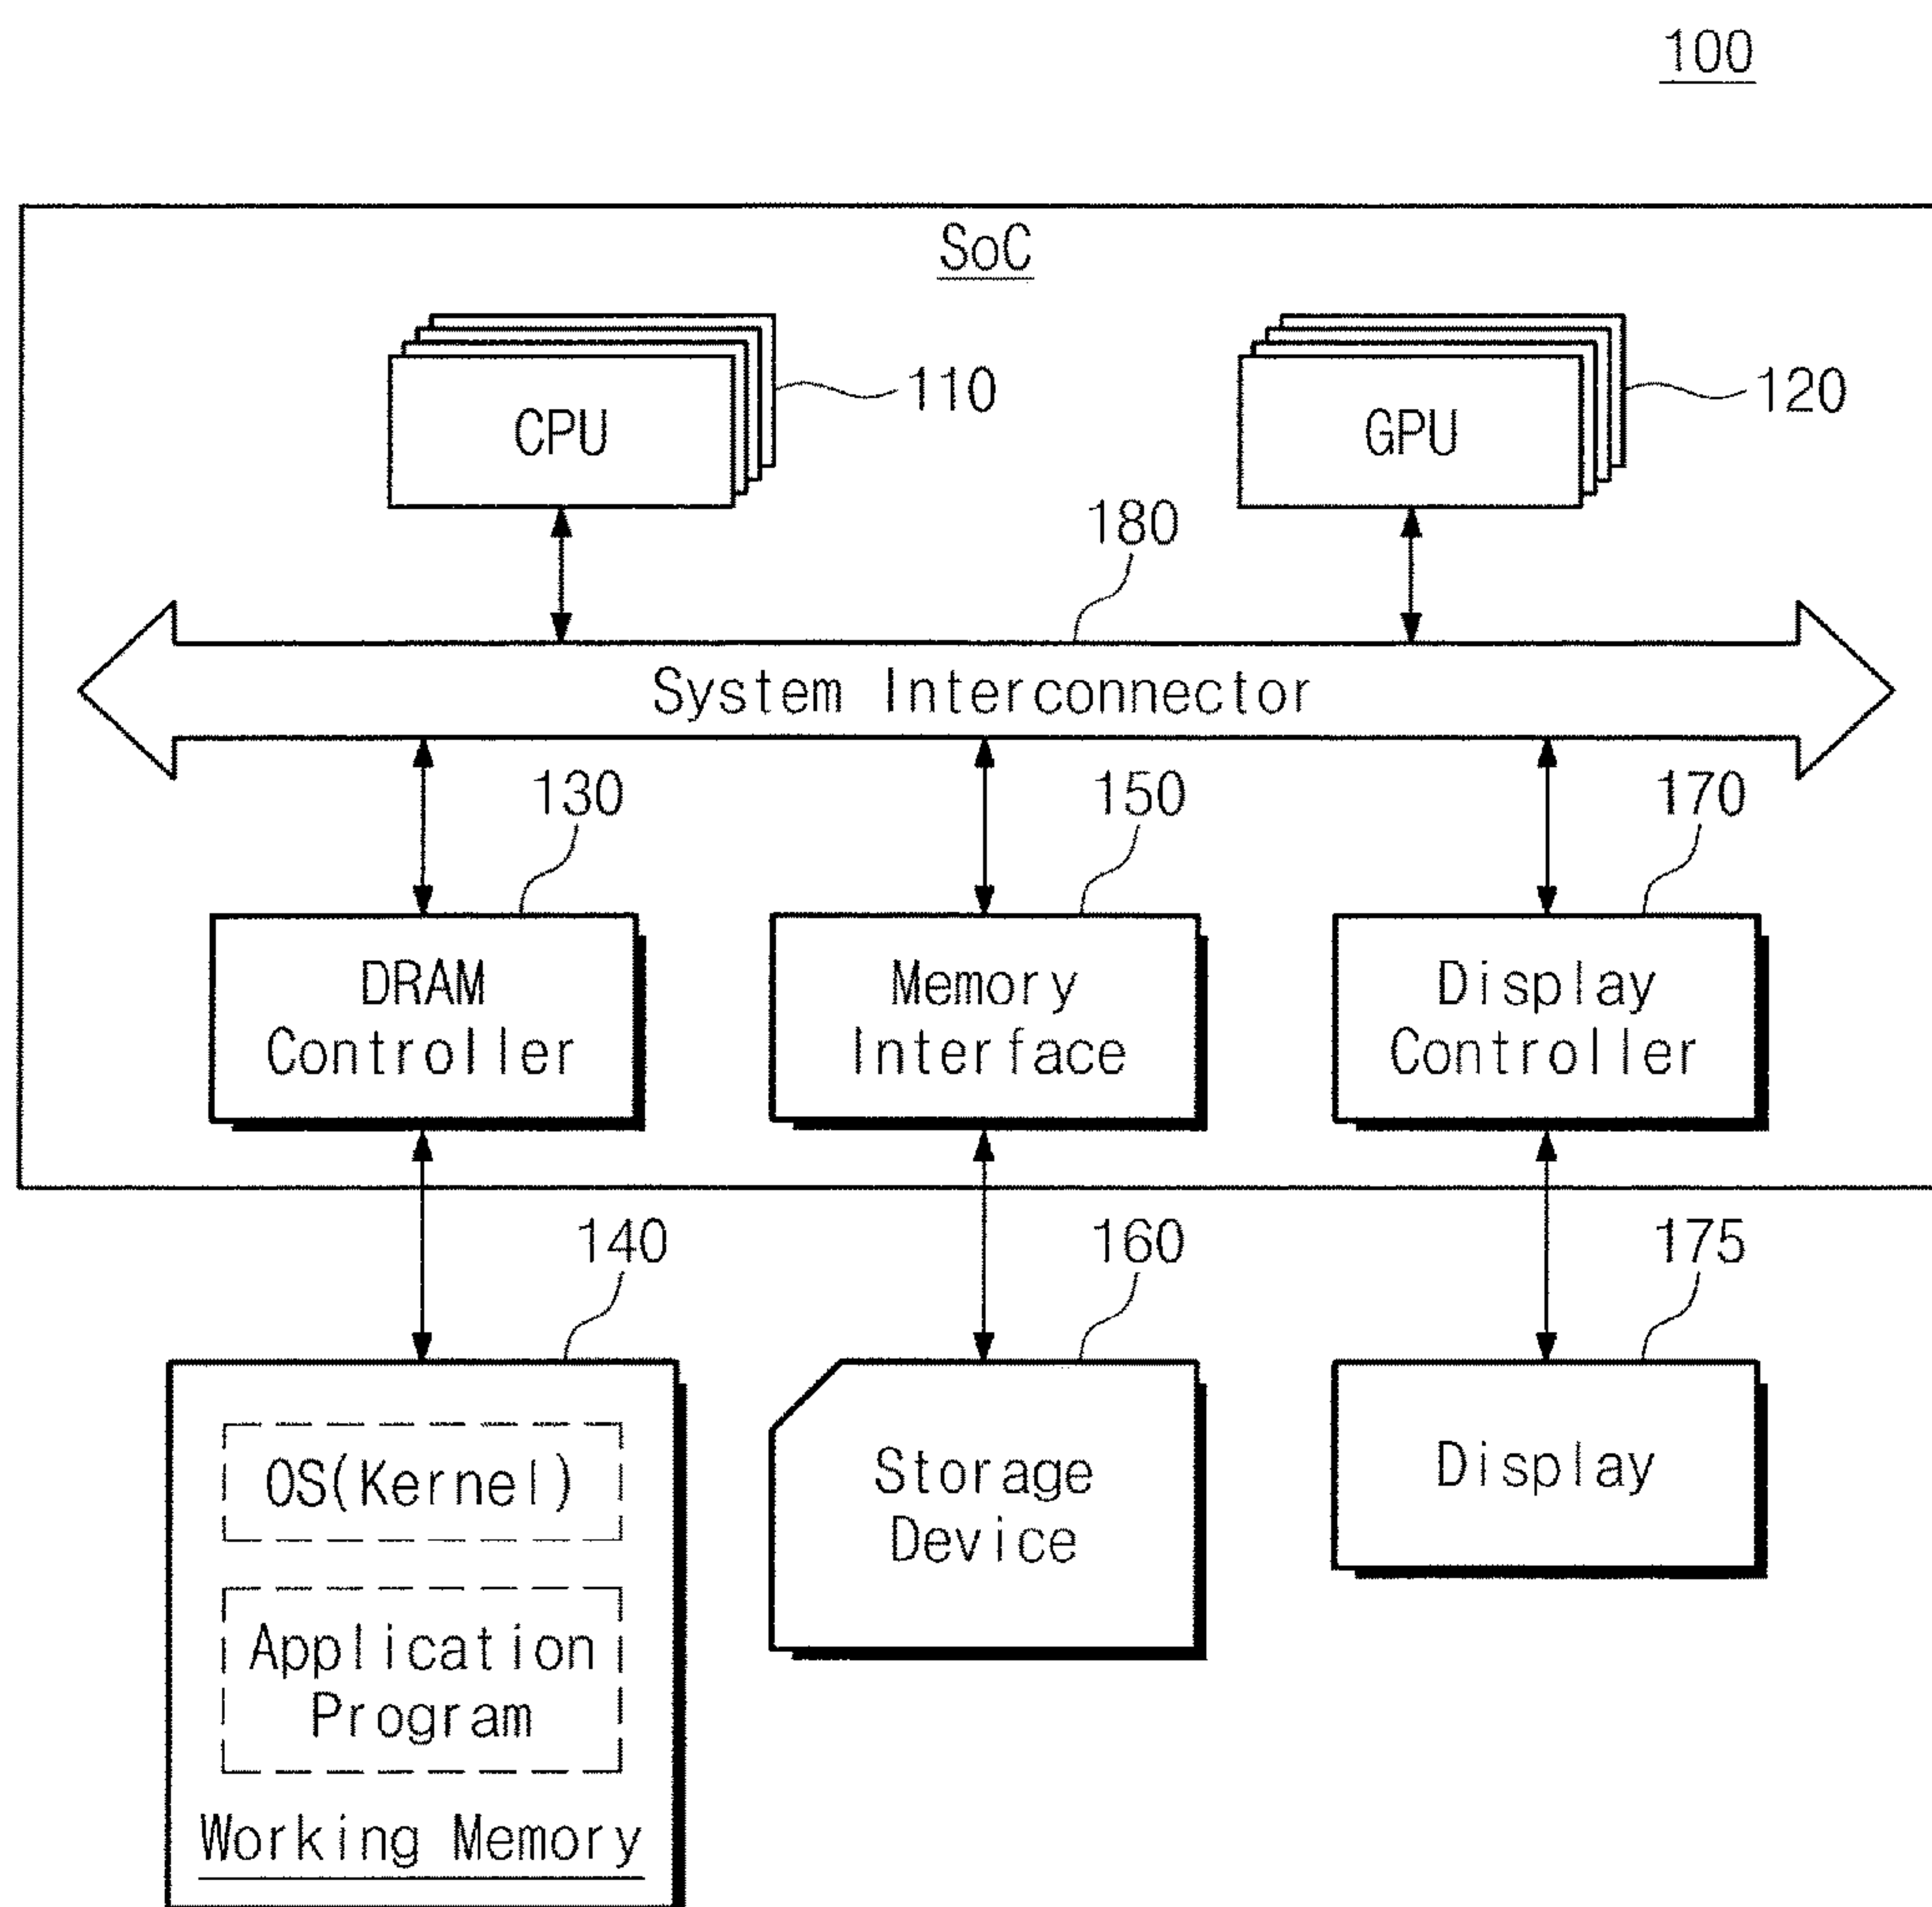 100
SoC
CPU
110
GPU
120
180
System Interconnector
130
150
170
DRAM
Controller
Memory
Interface
Display
Controller
140
160
175
OS(Kernel)
Application
Program
Working Memory
Storage
Device
Display